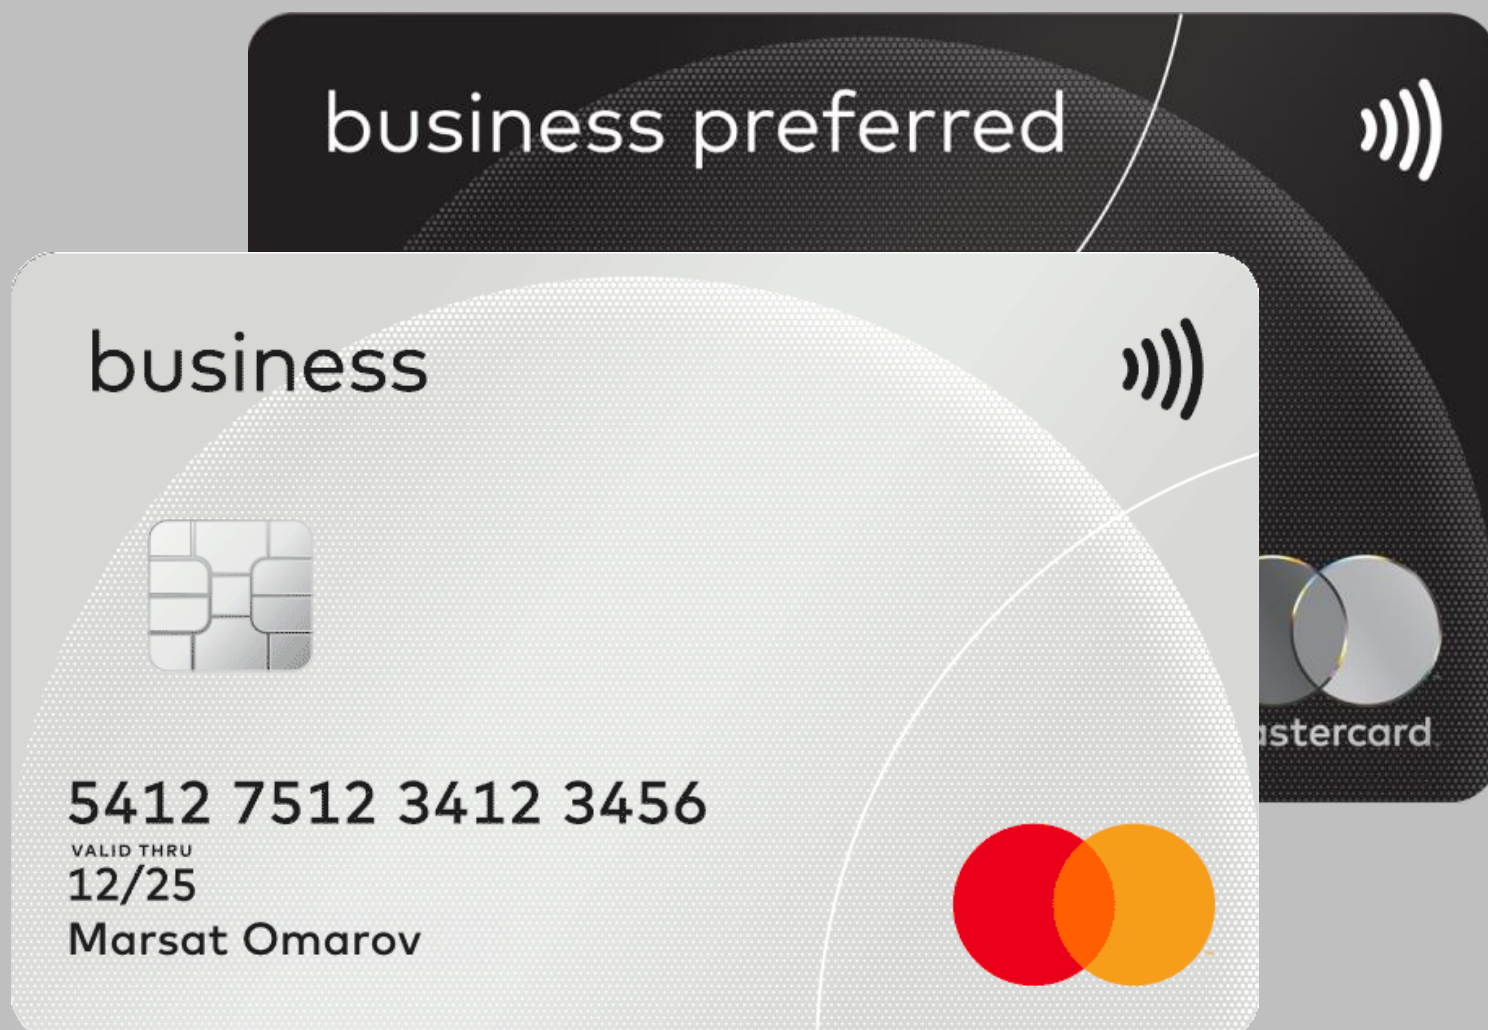 business preferred
business
5412 7512 3412 3456
VALID THRU
12/25
Marsat Omarov
astercard